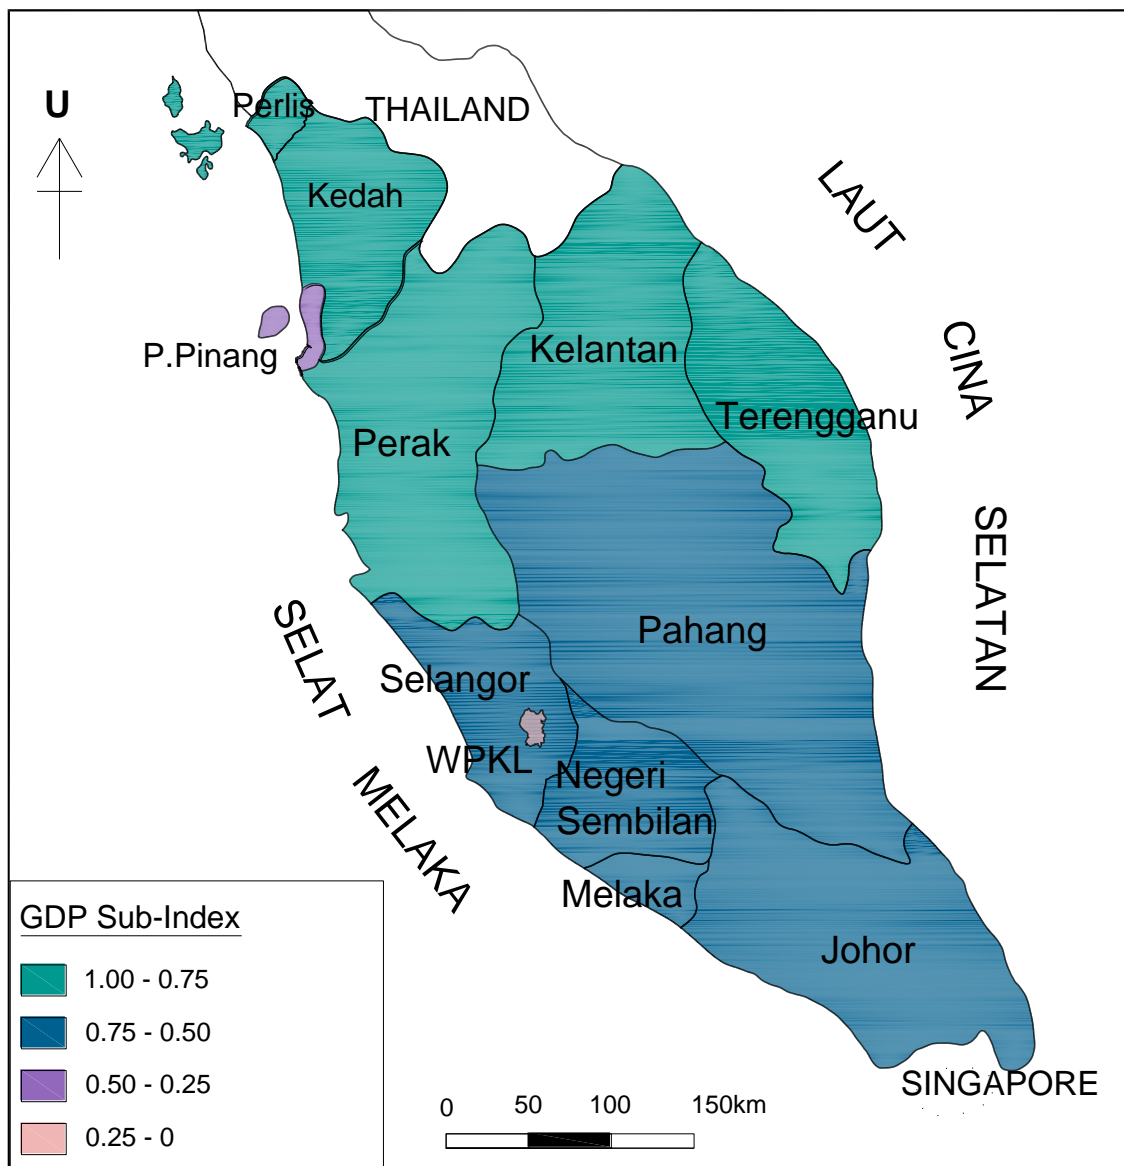 U
Perlis
THAILAND
Kedah
LAUT
CINA
SELATAN
P.Pinang
Kelantan
Terengganu
Perak
Pahang
SELAT
MELAKA
Selangor
WPKL
Negeri
Sembilan
Melaka
Johor
SINGAPORE
GDP Sub-Index
1.00 - 0.75
0.75 - 0.50
0.50 - 0.25
0.25 - 0
0 50 100 150km